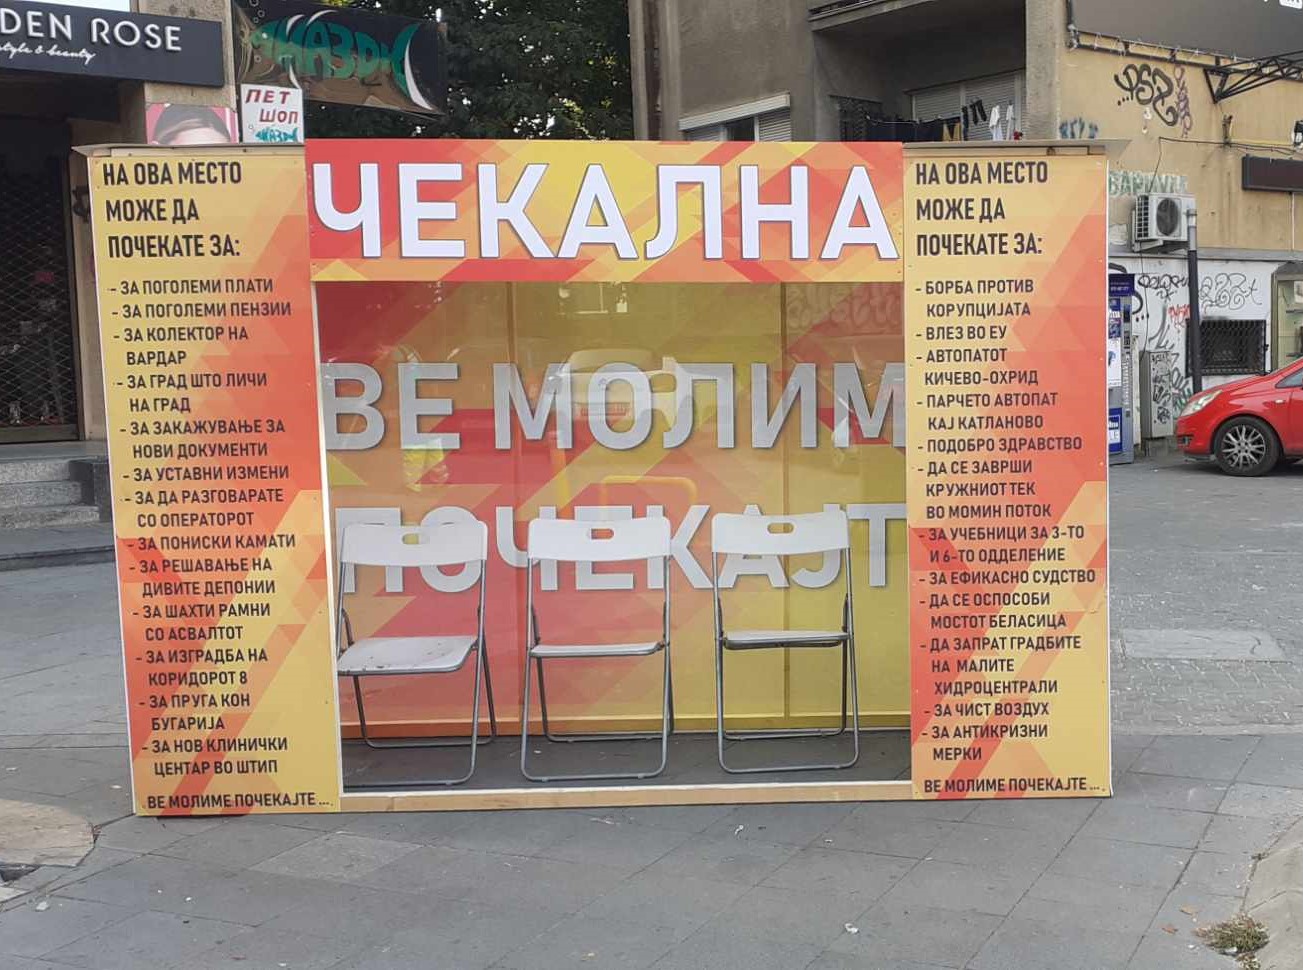 DEN ROSE
style & beauty
АМАЗОН
ПЕТ
ШОП
ЧЕКАЛНА
НА ОВА МЕСТО
МОЖЕ ДА
ПОЧЕКАТЕ ЗА:
- ЗА ПОГОЛЕМИ ПЛАТИ
- ЗА ПОГОЛЕМИ ПЕНЗИИ
- ЗА КОЛЕКТОР НА
ВАРДАР
- ЗА ГРАД ШТО ЛИЧИ
НА ГРАД
- ЗА ЗАКАЖУВАЊЕ ЗА
НОВИ ДОКУМЕНТИ
- ЗА УСТАВНИ ИЗМЕНИ
- ЗА ДА РАЗГОВАРАТЕ
СО ОПЕРАТОРОТ
- ЗА ПОНИСКИ КАМАТИ
- ЗА РЕШАВАЊЕ НА
ДИВИТЕ ДЕПОНИИ
- ЗА ШАХТИ РАМНИ
СО АСВАЛТОТ
- ЗА ИЗГРАДБА НА
КОРИДОРОТ 8
- ЗА ПРУГА КОН
БУГАРИЈА
- ЗА НОВ КЛИНИЧКИ
ЦЕНТАР ВО ШТИП
ВЕ МОЛИМЕ ПОЧЕКАЈТЕ ...
ВЕ МОЛИМ
ПОЧЕКАЈТ
НА ОВА МЕСТО
МОЖЕ ДА
ПОЧЕКАТЕ ЗА:
- БОРБА ПРОТИВ
КОРУПЦИЈАТА
- ВЛЕЗ ВО ЕУ
- АВТОПАТОТ
КИЧЕВО-ОХРИД
- ПАРЧЕТО АВТОПАТ
КАЈ КАТЛАНОВО
- ПОДОБРО ЗДРАВСТВО
- ДА СЕ ЗАВРШИ
КРУЖНИОТ ТЕК
ВО МОМИН ПОТОК
- ЗА УЧЕБНИЦИ ЗА 3-ТО
И 6-ТО ОДДЕЛЕНИЕ
- ЗА ЕФИКАСНО СУДСТВО
- ДА СЕ ОСПОСОБИ
МОСТОТ БЕЛАСИЦА
- ДА ЗАПРАТ ГРАДБИТЕ
НА МАЛИТЕ
ХИДРОЦЕНТРАЛИ
- ЗА ЧИСТ ВОЗДУХ
- ЗА АНТИКРИЗНИ
МЕРКИ
ВЕ МОЛИМЕ ПОЧЕКАЈТЕ ...